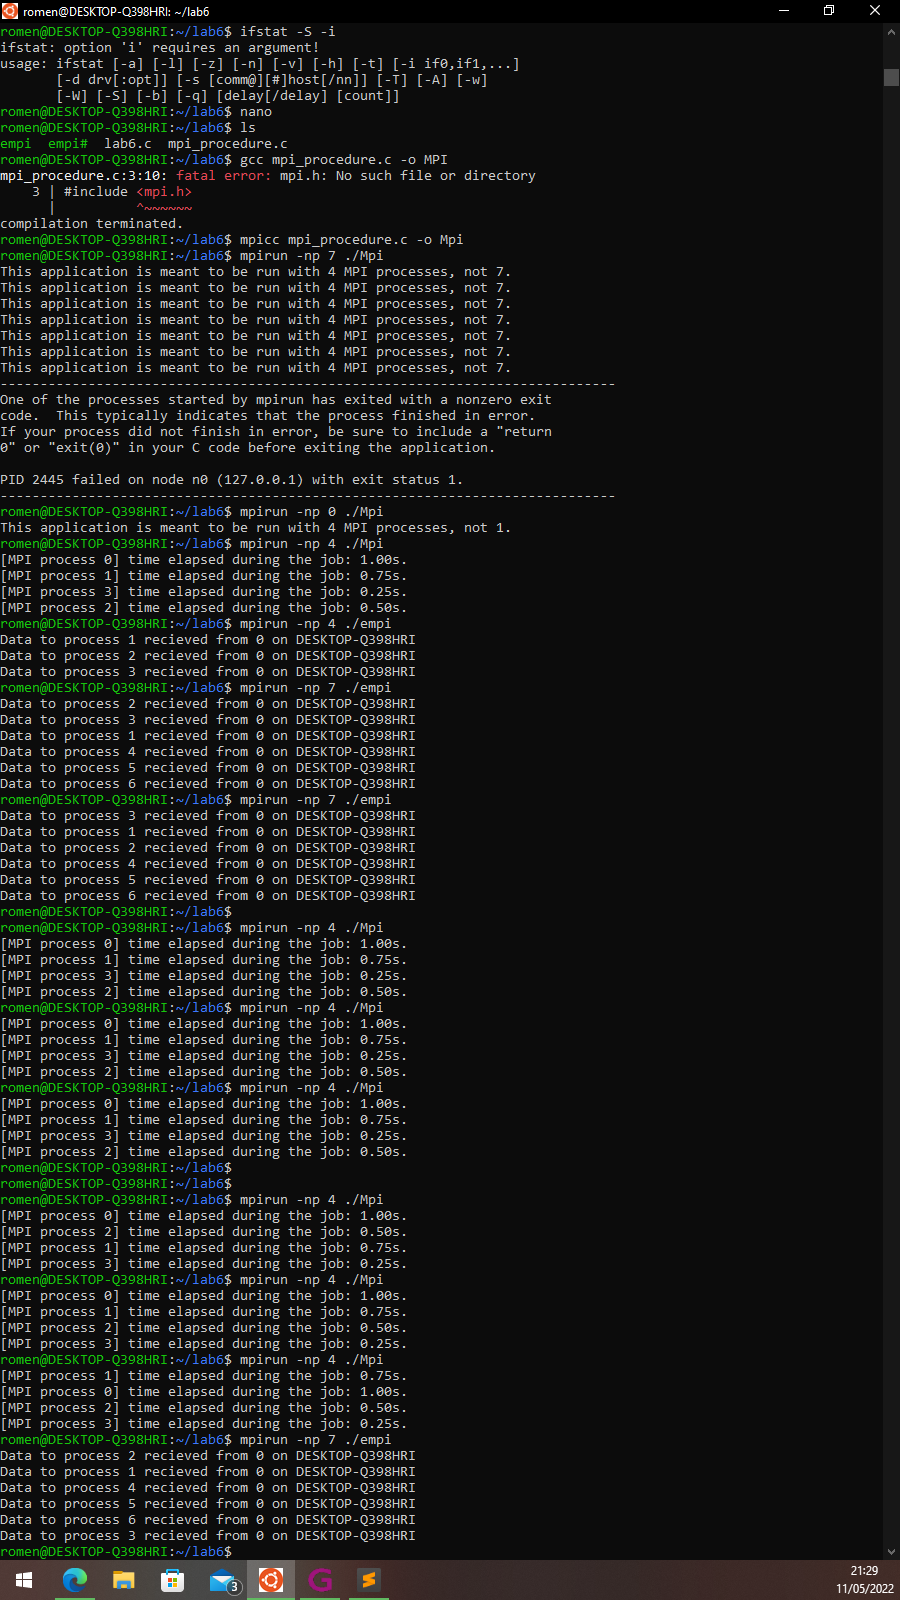 romen@DESKTOP-Q398HRI: ~/lab6
romen@DESKTOP-Q398HRI:~/lab6$ ifstat -S -i
ifstat: option 'i' requires an argument!
usage: ifstat [-a] [-l] [-z] [-n] [-v] [-h] [-t] [-i if0,if1,...]
       [-d drv[:opt]] [-s [comm@][#]host[/nn]] [-T] [-A] [-w]
       [-W] [-S] [-b] [-q] [delay[/delay] [count]]
romen@DESKTOP-Q398HRI:~/lab6$ nano
romen@DESKTOP-Q398HRI:~/lab6$ ls
empi  empi#  lab6.c  mpi_procedure.c
romen@DESKTOP-Q398HRI:~/lab6$ gcc mpi_procedure.c -o MPI
mpi_procedure.c:3:10: fatal error: mpi.h: No such file or directory
    3 | #include <mpi.h>
      |          ^~~~~~~
compilation terminated.
romen@DESKTOP-Q398HRI:~/lab6$ mpicc mpi_procedure.c -o Mpi
romen@DESKTOP-Q398HRI:~/lab6$ mpirun -np 7 ./Mpi
This application is meant to be run with 4 MPI processes, not 7.
This application is meant to be run with 4 MPI processes, not 7.
This application is meant to be run with 4 MPI processes, not 7.
This application is meant to be run with 4 MPI processes, not 7.
This application is meant to be run with 4 MPI processes, not 7.
This application is meant to be run with 4 MPI processes, not 7.
This application is meant to be run with 4 MPI processes, not 7.
-----------------------------------------------------------------------------
One of the processes started by mpirun has exited with a nonzero exit
code.  This typically indicates that the process finished in error.
If your process did not finish in error, be sure to include a "return
0" or "exit(0)" in your C code before exiting the application.
PID 2445 failed on node n0 (127.0.0.1) with exit status 1.
-----------------------------------------------------------------------------
romen@DESKTOP-Q398HRI:~/lab6$ mpirun -np 0 ./Mpi
This application is meant to be run with 4 MPI processes, not 1.
romen@DESKTOP-Q398HRI:~/lab6$ mpirun -np 4 ./Mpi
[MPI process 0] time elapsed during the job: 1.00s.
[MPI process 1] time elapsed during the job: 0.75s.
[MPI process 3] time elapsed during the job: 0.25s.
[MPI process 2] time elapsed during the job: 0.50s.
romen@DESKTOP-Q398HRI:~/lab6$ mpirun -np 4 ./empi
Data to process 1 recieved from 0 on DESKTOP-Q398HRI
Data to process 2 recieved from 0 on DESKTOP-Q398HRI
Data to process 3 recieved from 0 on DESKTOP-Q398HRI
romen@DESKTOP-Q398HRI:~/lab6$ mpirun -np 7 ./empi
Data to process 2 recieved from 0 on DESKTOP-Q398HRI
Data to process 3 recieved from 0 on DESKTOP-Q398HRI
Data to process 1 recieved from 0 on DESKTOP-Q398HRI
Data to process 4 recieved from 0 on DESKTOP-Q398HRI
Data to process 5 recieved from 0 on DESKTOP-Q398HRI
Data to process 6 recieved from 0 on DESKTOP-Q398HRI
romen@DESKTOP-Q398HRI:~/lab6$ mpirun -np 7 ./empi
Data to process 3 recieved from 0 on DESKTOP-Q398HRI
Data to process 1 recieved from 0 on DESKTOP-Q398HRI
Data to process 2 recieved from 0 on DESKTOP-Q398HRI
Data to process 4 recieved from 0 on DESKTOP-Q398HRI
Data to process 5 recieved from 0 on DESKTOP-Q398HRI
Data to process 6 recieved from 0 on DESKTOP-Q398HRI
romen@DESKTOP-Q398HRI:~/lab6$
romen@DESKTOP-Q398HRI:~/lab6$ mpirun -np 4 ./Mpi
[MPI process 0] time elapsed during the job: 1.00s.
[MPI process 1] time elapsed during the job: 0.75s.
[MPI process 3] time elapsed during the job: 0.25s.
[MPI process 2] time elapsed during the job: 0.50s.
romen@DESKTOP-Q398HRI:~/lab6$ mpirun -np 4 ./Mpi
[MPI process 0] time elapsed during the job: 1.00s.
[MPI process 1] time elapsed during the job: 0.75s.
[MPI process 3] time elapsed during the job: 0.25s.
[MPI process 2] time elapsed during the job: 0.50s.
romen@DESKTOP-Q398HRI:~/lab6$ mpirun -np 4 ./Mpi
[MPI process 0] time elapsed during the job: 1.00s.
[MPI process 1] time elapsed during the job: 0.75s.
[MPI process 3] time elapsed during the job: 0.25s.
[MPI process 2] time elapsed during the job: 0.50s.
romen@DESKTOP-Q398HRI:~/lab6$
romen@DESKTOP-Q398HRI:~/lab6$
romen@DESKTOP-Q398HRI:~/lab6$ mpirun -np 4 ./Mpi
[MPI process 0] time elapsed during the job: 1.00s.
[MPI process 2] time elapsed during the job: 0.50s.
[MPI process 1] time elapsed during the job: 0.75s.
[MPI process 3] time elapsed during the job: 0.25s.
romen@DESKTOP-Q398HRI:~/lab6$ mpirun -np 4 ./Mpi
[MPI process 0] time elapsed during the job: 1.00s.
[MPI process 1] time elapsed during the job: 0.75s.
[MPI process 2] time elapsed during the job: 0.50s.
[MPI process 3] time elapsed during the job: 0.25s.
romen@DESKTOP-Q398HRI:~/lab6$ mpirun -np 4 ./Mpi
[MPI process 1] time elapsed during the job: 0.75s.
[MPI process 0] time elapsed during the job: 1.00s.
[MPI process 2] time elapsed during the job: 0.50s.
[MPI process 3] time elapsed during the job: 0.25s.
romen@DESKTOP-Q398HRI:~/lab6$ mpirun -np 7 ./empi
Data to process 2 recieved from 0 on DESKTOP-Q398HRI
Data to process 1 recieved from 0 on DESKTOP-Q398HRI
Data to process 4 recieved from 0 on DESKTOP-Q398HRI
Data to process 5 recieved from 0 on DESKTOP-Q398HRI
Data to process 6 recieved from 0 on DESKTOP-Q398HRI
Data to process 3 recieved from 0 on DESKTOP-Q398HRI
romen@DESKTOP-Q398HRI:~/lab6$
3
G
S
21:29
11/05/2022